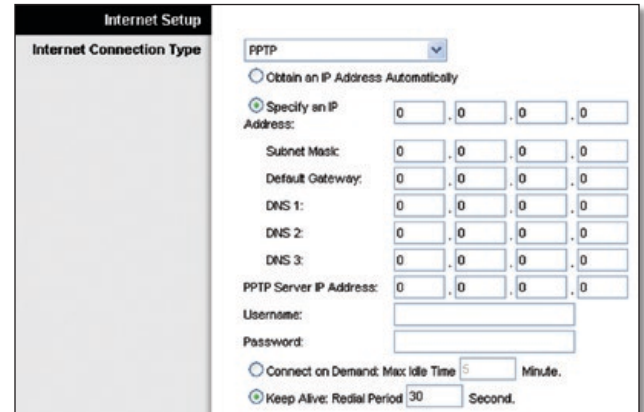 Internet Setup
Internet Connection Type
PPTP
Obtain an IP Address Automatically
Specify an IP
Address:
0 . 0 . 0 . 0
Subnet Mask: 0 . 0 . 0 . 0
Default Gateway: 0 . 0 . 0 . 0
DNS 1: 0 . 0 . 0 . 0
DNS 2: 0 . 0 . 0 . 0
DNS 3: 0 . 0 . 0 . 0
PPTP Server IP Address: 0 . 0 . 0 . 0
Username:
Password:
Connect on Demand: Max Idle Time 5 Minute.
Keep Alive: Redial Period 30 Second.